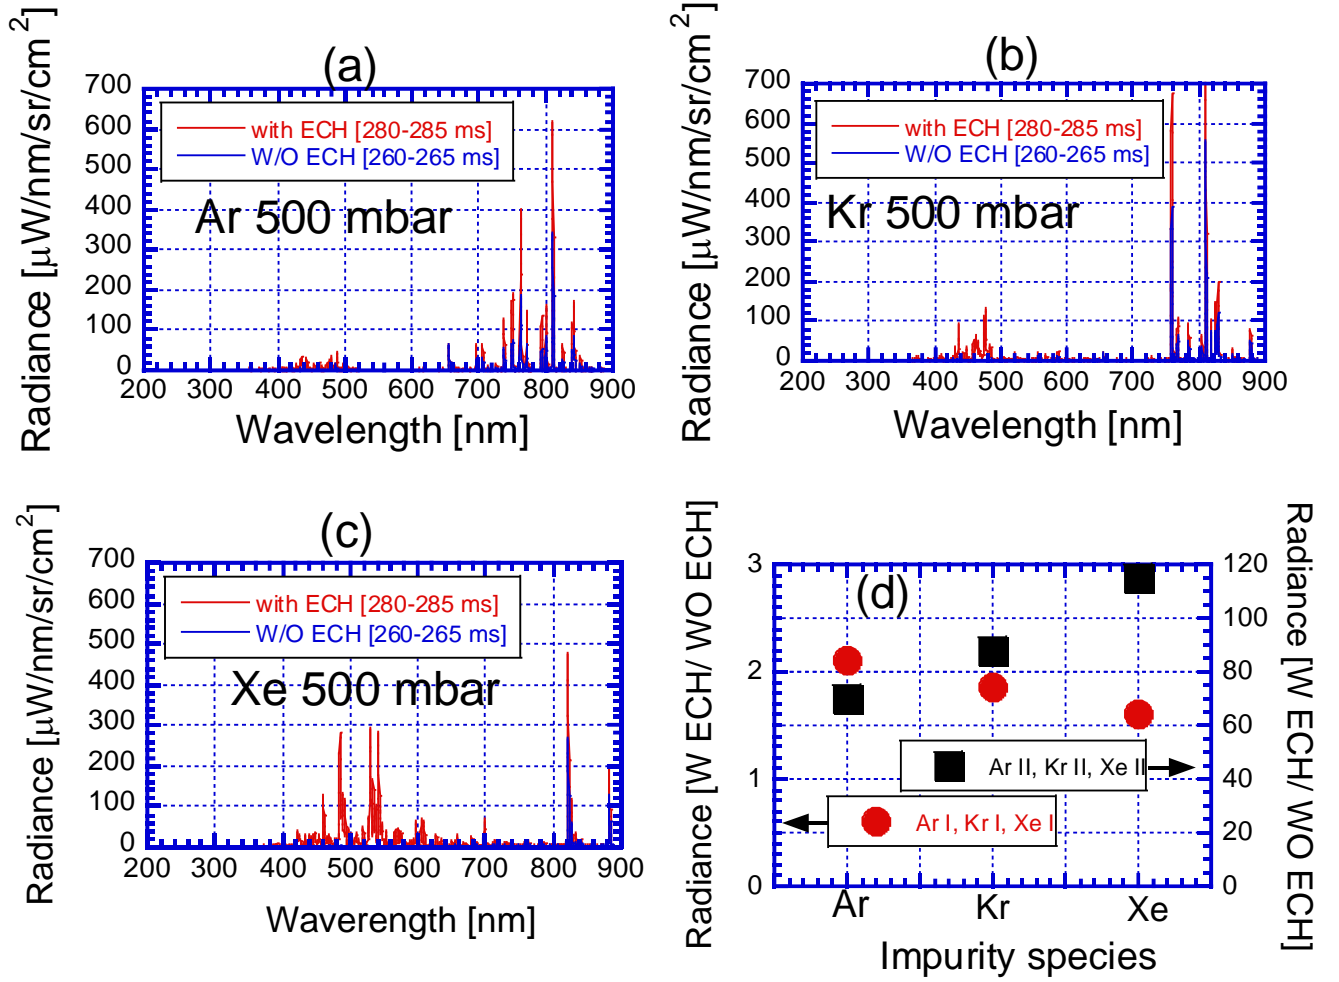 (a)
Radiance [μW/nm/sr/cm²]
700
600
500
400
300
200
100
0
with ECH [280-285 ms]
W/O ECH [260-265 ms]
Ar 500 mbar
200 300 400 500 600 700 800 900
Wavelength [nm]
(b)
Radiance [μW/nm/sr/cm²]
700
600
500
400
300
200
100
0
with ECH [280-285 ms]
W/O ECH [260-265 ms]
Kr 500 mbar
200 300 400 500 600 700 800 900
Wavelength [nm]
(c)
Radiance [μW/nm/sr/cm²]
700
600
500
400
300
200
100
0
with ECH [280-285 ms]
W/O ECH [260-265 ms]
Xe 500 mbar
200 300 400 500 600 700 800 900
Waverength [nm]
(d)
Radiance [W ECH/ WO ECH]
3
2
1
0
Ar II, Kr II, Xe II
Ar I, Kr I, Xe I
120
100
80
60
40
20
0
Radiance [W ECH/ WO ECH]
Ar Kr Xe
Impurity species